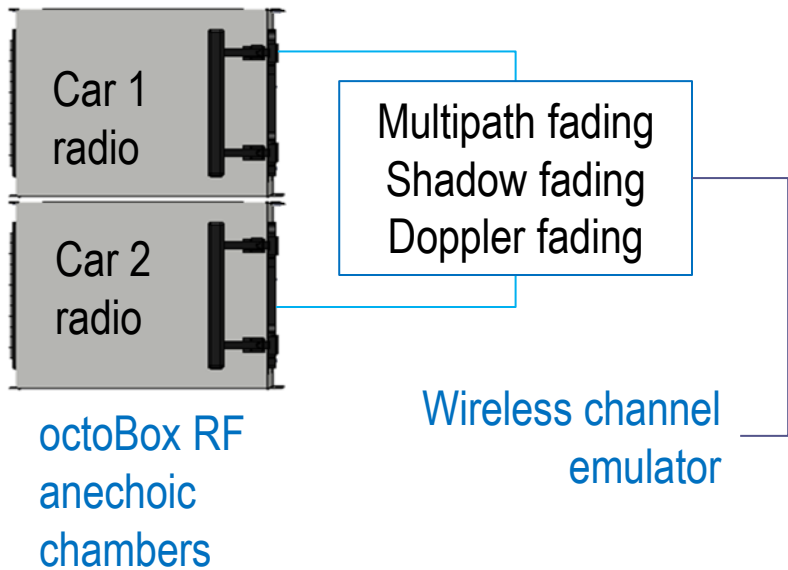 Car 1
radio
Multipath fading
Shadow fading
Doppler fading
Car 2
radio
Wireless channel
emulator
octoBox RF
anechoic
chambers